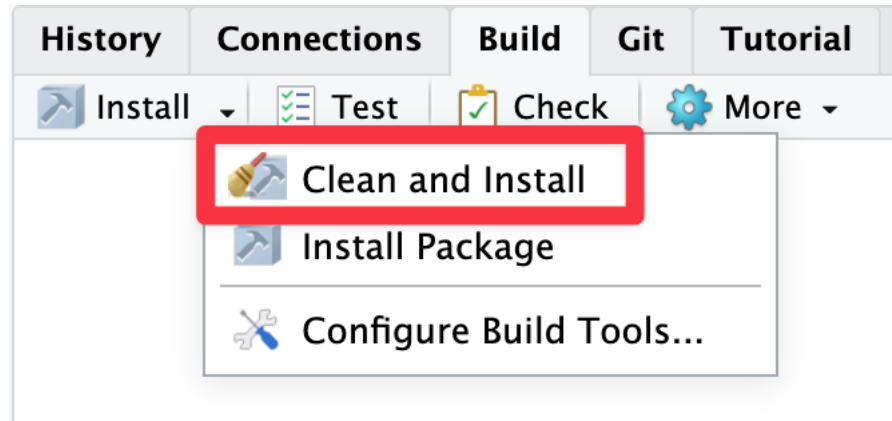 History Connections Build Git Tutorial
Install Test Check More
Clean and Install
Install Package
Configure Build Tools...